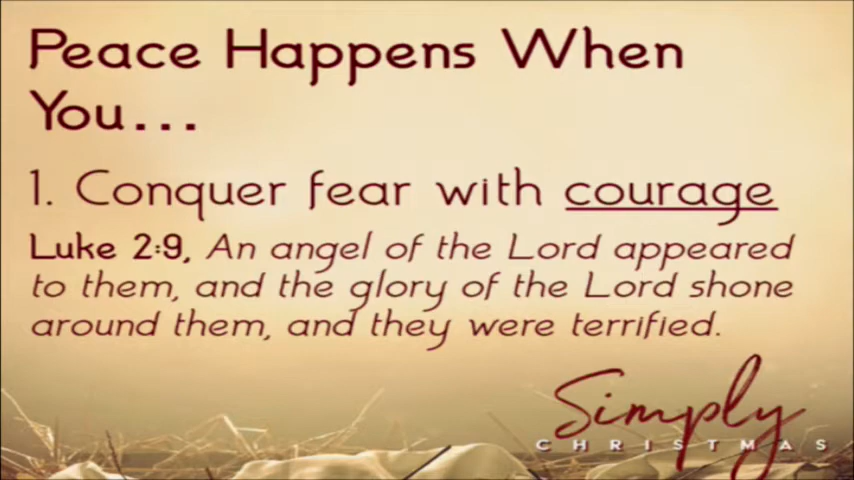 Peace Happens When
You...
1. Conquer fear with courage
Luke 2:9, An angel of the Lord appeared
to them, and the glory of the Lord shone
around them, and they were terrified.
Simply
CHRISTMAS